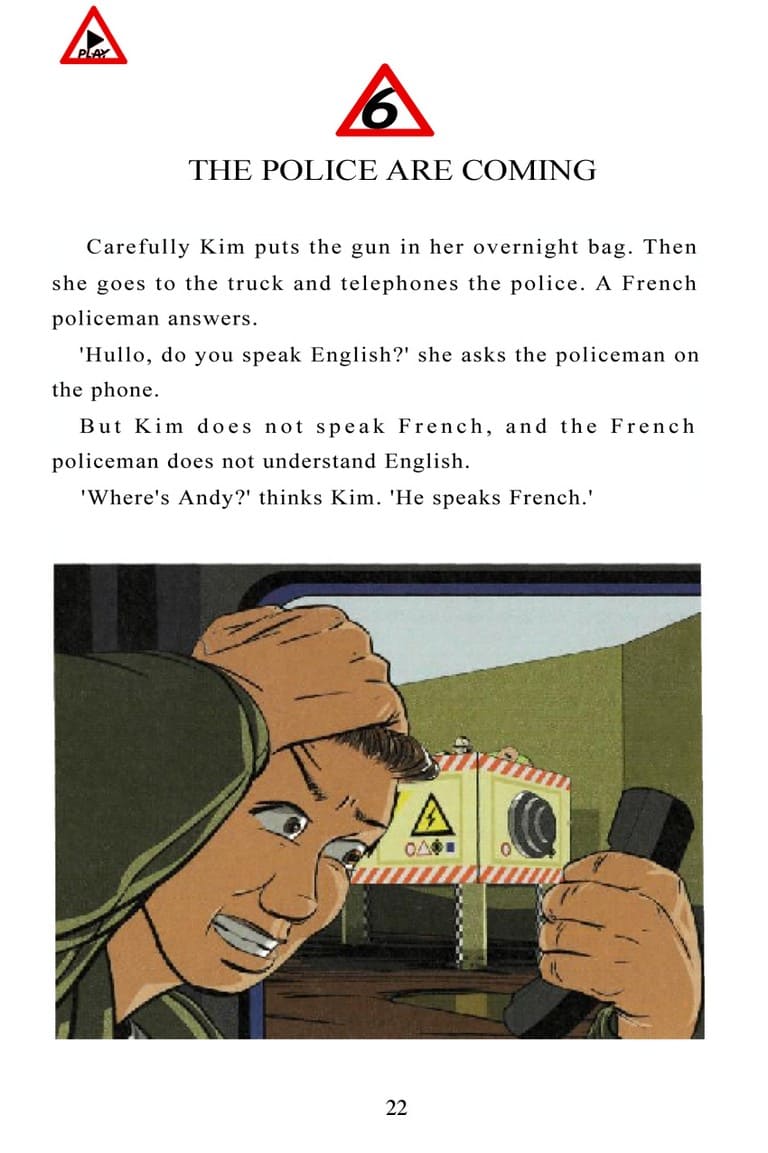 PLAY
6
THE POLICE ARE COMING
Carefully Kim puts the gun in her overnight bag. Then
she goes to the truck and telephones the police. A French
policeman answers.
'Hullo, do you speak English?' she asks the policeman on
the phone.
But Kim does not speak French, and the French
policeman does not understand English.
'Where's Andy?' thinks Kim. 'He speaks French.'
22